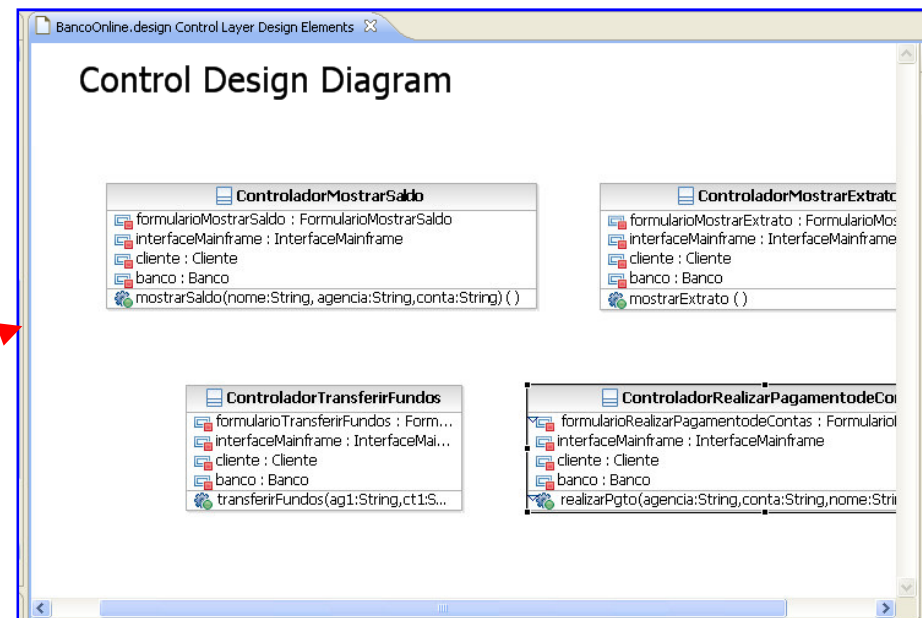 BancoOnline.design Control Layer Design Elements
Control Design Diagram
ControladorMostrarSaldo
formularioMostrarSaldo : FormularioMostrarSaldo
interfaceMainframe : InterfaceMainframe
cliente : Cliente
banco : Banco
mostrarSaldo(nome:String, agencia:String,conta:String) ( )
ControladorMostrarExtrato
formularioMostrarExtrato : FormularioMos
interfaceMainframe : InterfaceMainframe
cliente : Cliente
banco : Banco
mostrarExtrato ( )
ControladorTransferirFundos
formularioTransferirFundos : Form...
interfaceMainframe : InterfaceMai...
cliente : Cliente
banco : Banco
transferirFundos(ag1:String,ct1:S...
ControladorRealizarPagamentodeCon
formularioRealizarPagamentodeContas : Formulariol
interfaceMainframe : InterfaceMainframe
cliente : Cliente
banco : Banco
realizarPgto(agencia:String,conta:String,nome:Strin